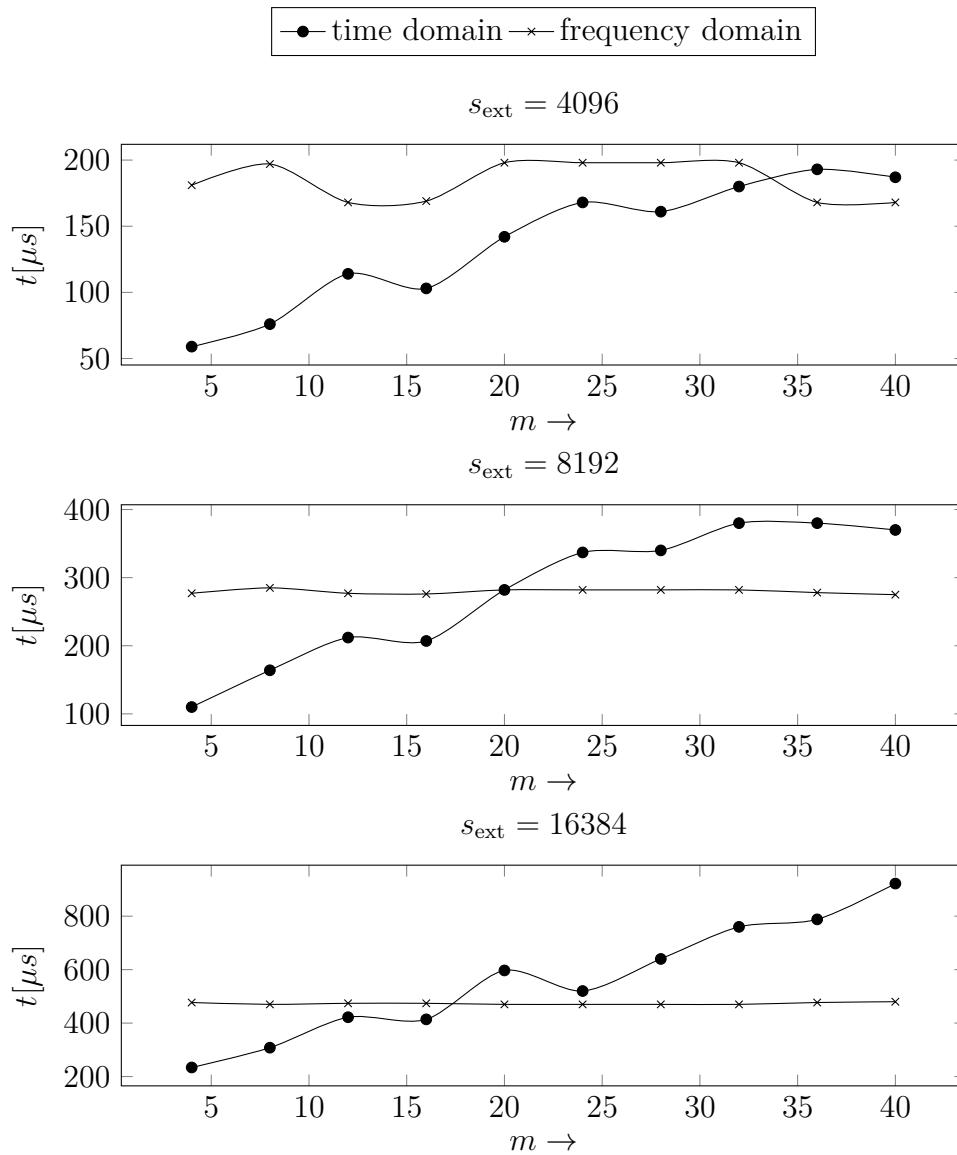 time domain frequency domain
s_ext = 4096
200
150
100
50
t[μs]
5 10 15 20 25 30 35 40
m →
s_ext = 8192
400
300
200
100
t[μs]
5 10 15 20 25 30 35 40
m →
s_ext = 16384
800
600
400
200
t[μs]
5 10 15 20 25 30 35 40
m →